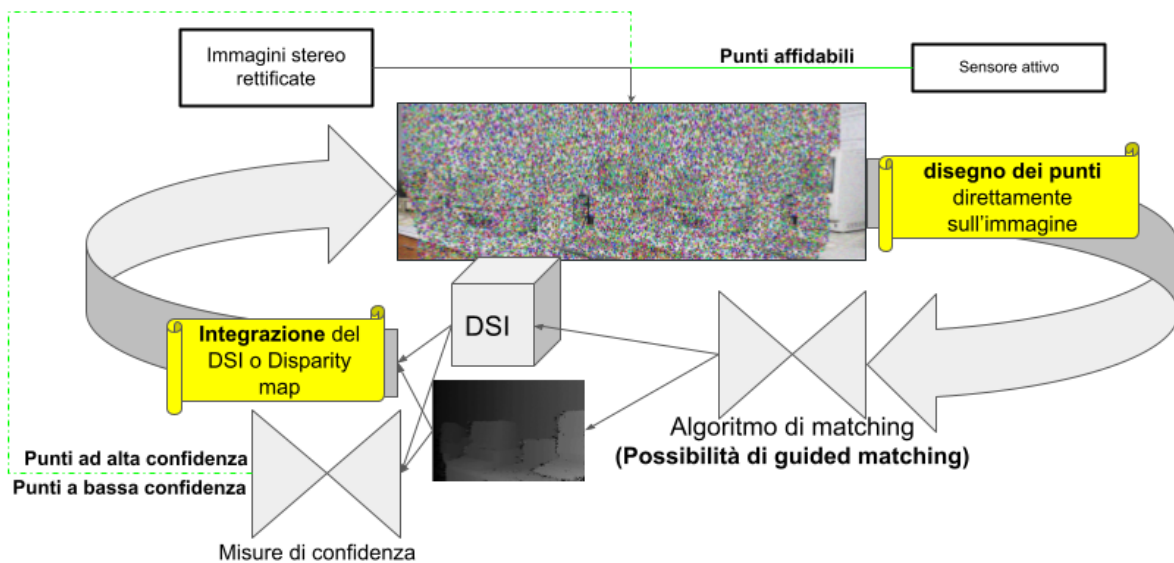 Immagini stereo
rettificate
Punti affidabili
Sensore attivo
disegno dei punti
direttamente
sull'immagine
DSI
Integrazione del
DSI o Disparity
map
Algoritmo di matching
(Possibilità di guided matching)
Punti ad alta confidenza
Punti a bassa confidenza
Misure di confidenza